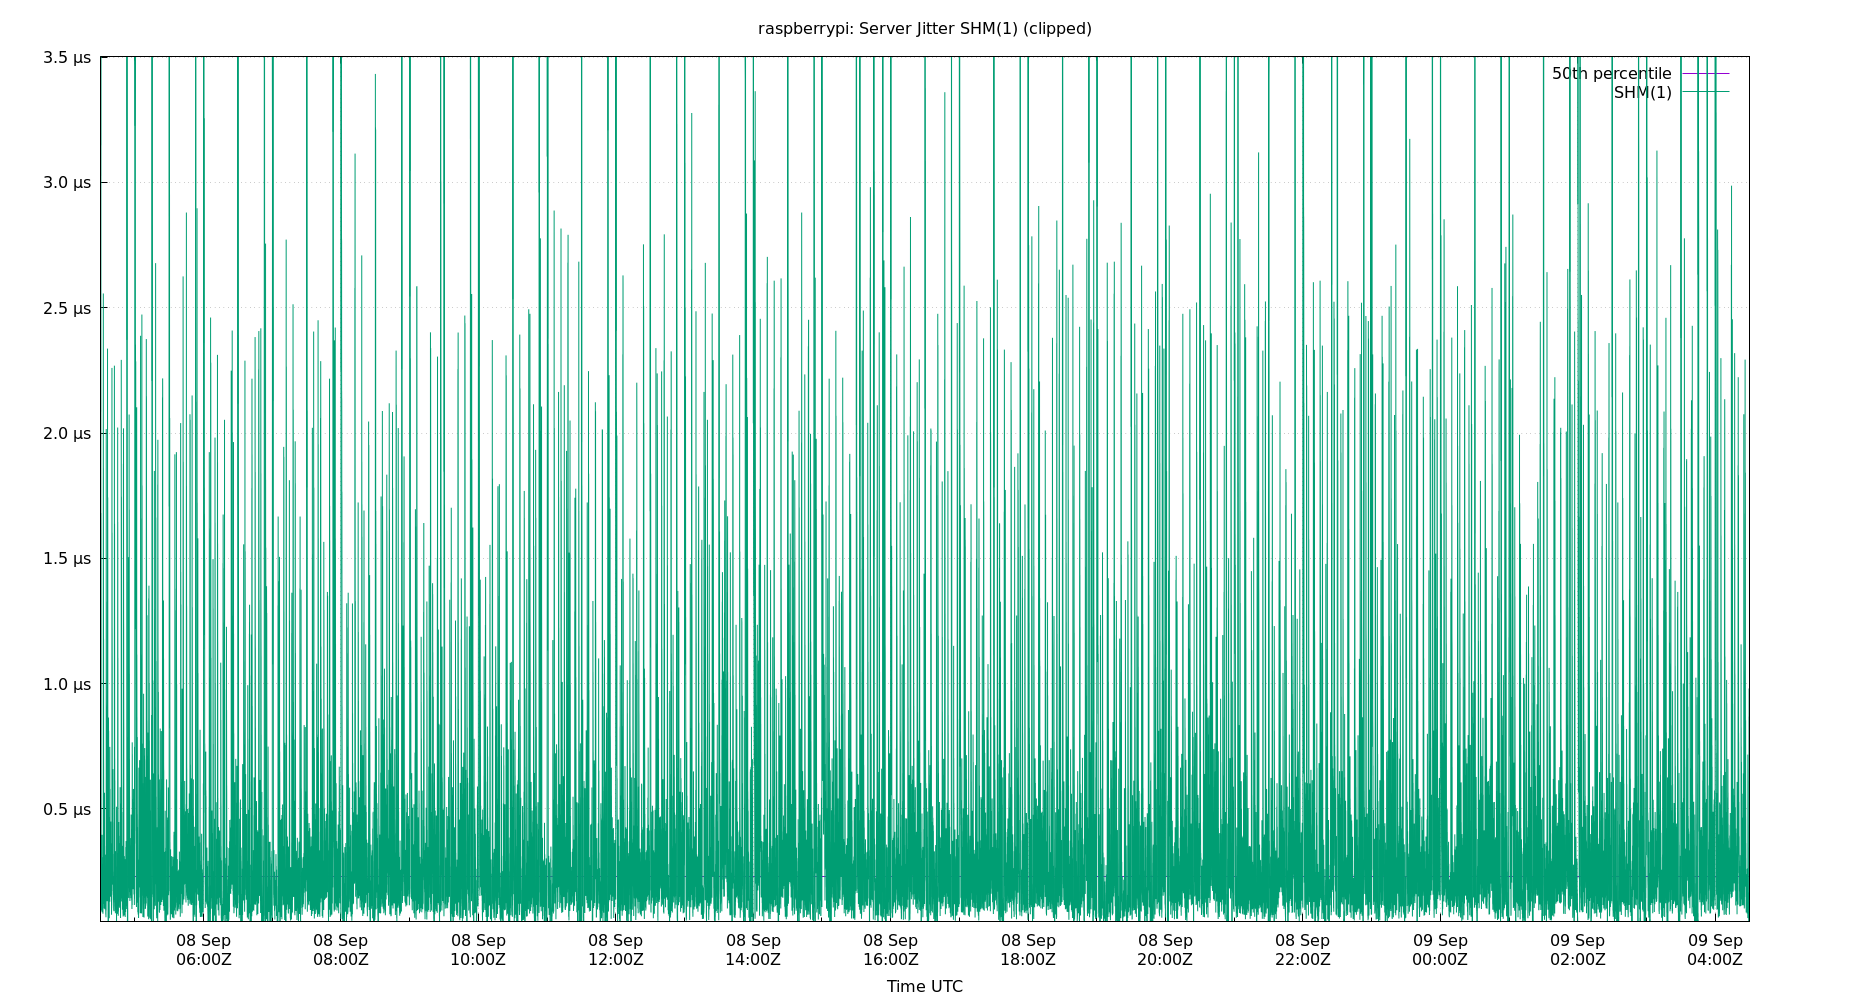 raspberrypi: Server Jitter SHM(1) (clipped)
3.5 µs
50th percentile
SHM(1)
3.0 µs
2.5 µs
2.0 µs
1.5 µs
1.0 µs
0.5 µs
08 Sep 08 Sep 08 Sep 08 Sep 08 Sep 08 Sep 08 Sep 08 Sep 08 Sep 09 Sep 09 Sep 09 Sep
06:00Z 08:00Z 10:00Z 12:00Z 14:00Z 16:00Z 18:00Z 20:00Z 22:00Z 00:00Z 02:00Z 04:00Z
Time UTC